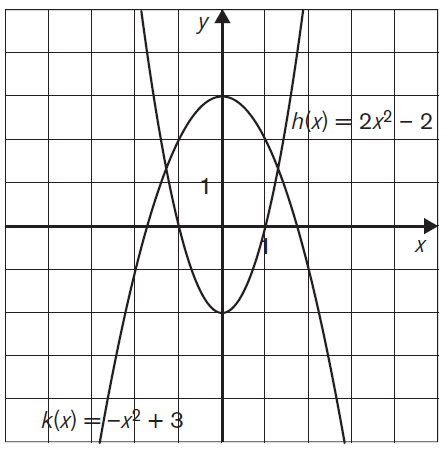 y
h(x) = 2x² − 2
1
x
1
k(x) = −x² + 3